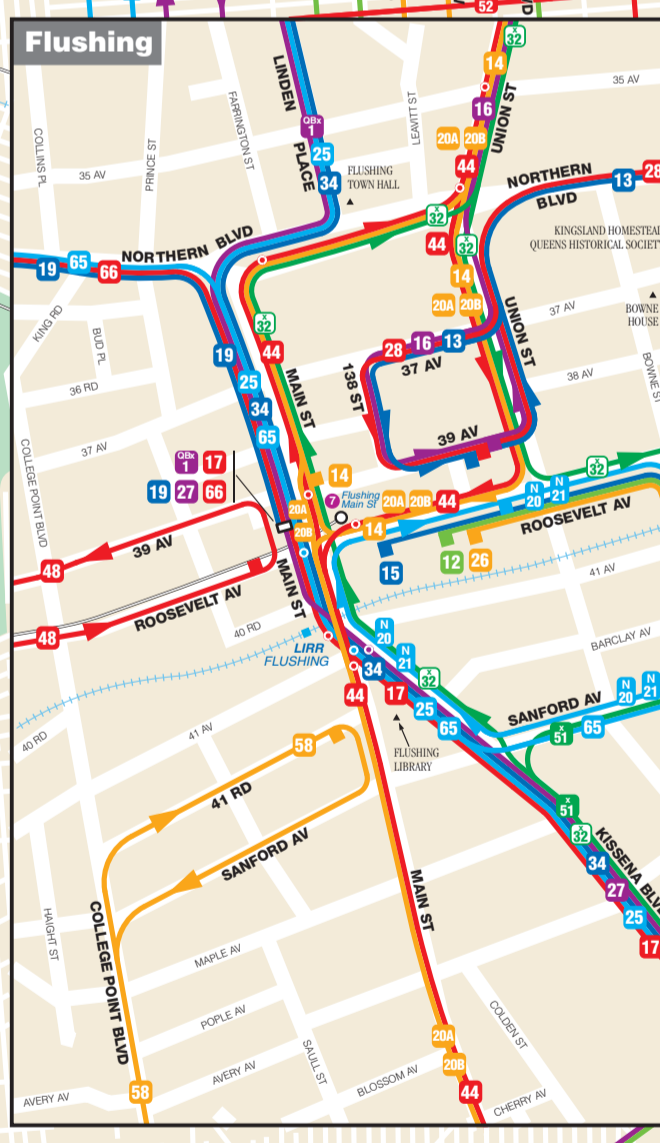 52
Flushing
x 32
14
35 AV
LINDEN PLACE
16
UNION ST
FARRINGTON ST
LEAVITT ST
QBx 1
COLLINS PL
PRINCE ST
20A
20B
25
44
35 AV
FLUSHING
TOWN HALL
NORTHERN
BLVD
13
28
34
x 32
NORTHERN BLVD
44
x 32
KINGSLAND HOMESTEAD
QUEENS HISTORICAL SOCIETY
19
65
66
14
20A
20B
37 AV
BOWNE
HOUSE
KING RD
BUD PL
x 32
UNION ST
19
44
28
16
13
37 AV
38 AV
BOWNE ST
36 RD
25
MAIN ST
138 ST
34
65
39 AV
37 AV
COLLEGE POINT BLVD
QBx 1
17
19
27
66
x 32
14
7
Flushing
Main St
20A
20B
44
N 20
N 21
20A
20B
14
ROOSEVELT AV
39 AV
48
15
12
26
MAIN ST
ROOSEVELT AV
41 AV
48
40 RD
BARCLAY AV
LIRR
FLUSHING
N 20
N 21
34
x 32
44
17
25
65
SANFORD AV
N 20
N 21
x 51
65
40 RD
41 AV
58
FLUSHING
LIBRARY
41 RD
x 51
x 32
SANFORD AV
KISSENA BLVD
34
27
25
17
MAIN ST
COLLEGE POINT BLVD
HAIGHT ST
MAPLE AV
POPLE AV
COLDEN ST
SAULL ST
20A
20B
AVERY AV
BLOSSOM AV
44
58
AVERY AV
CHERRY AV